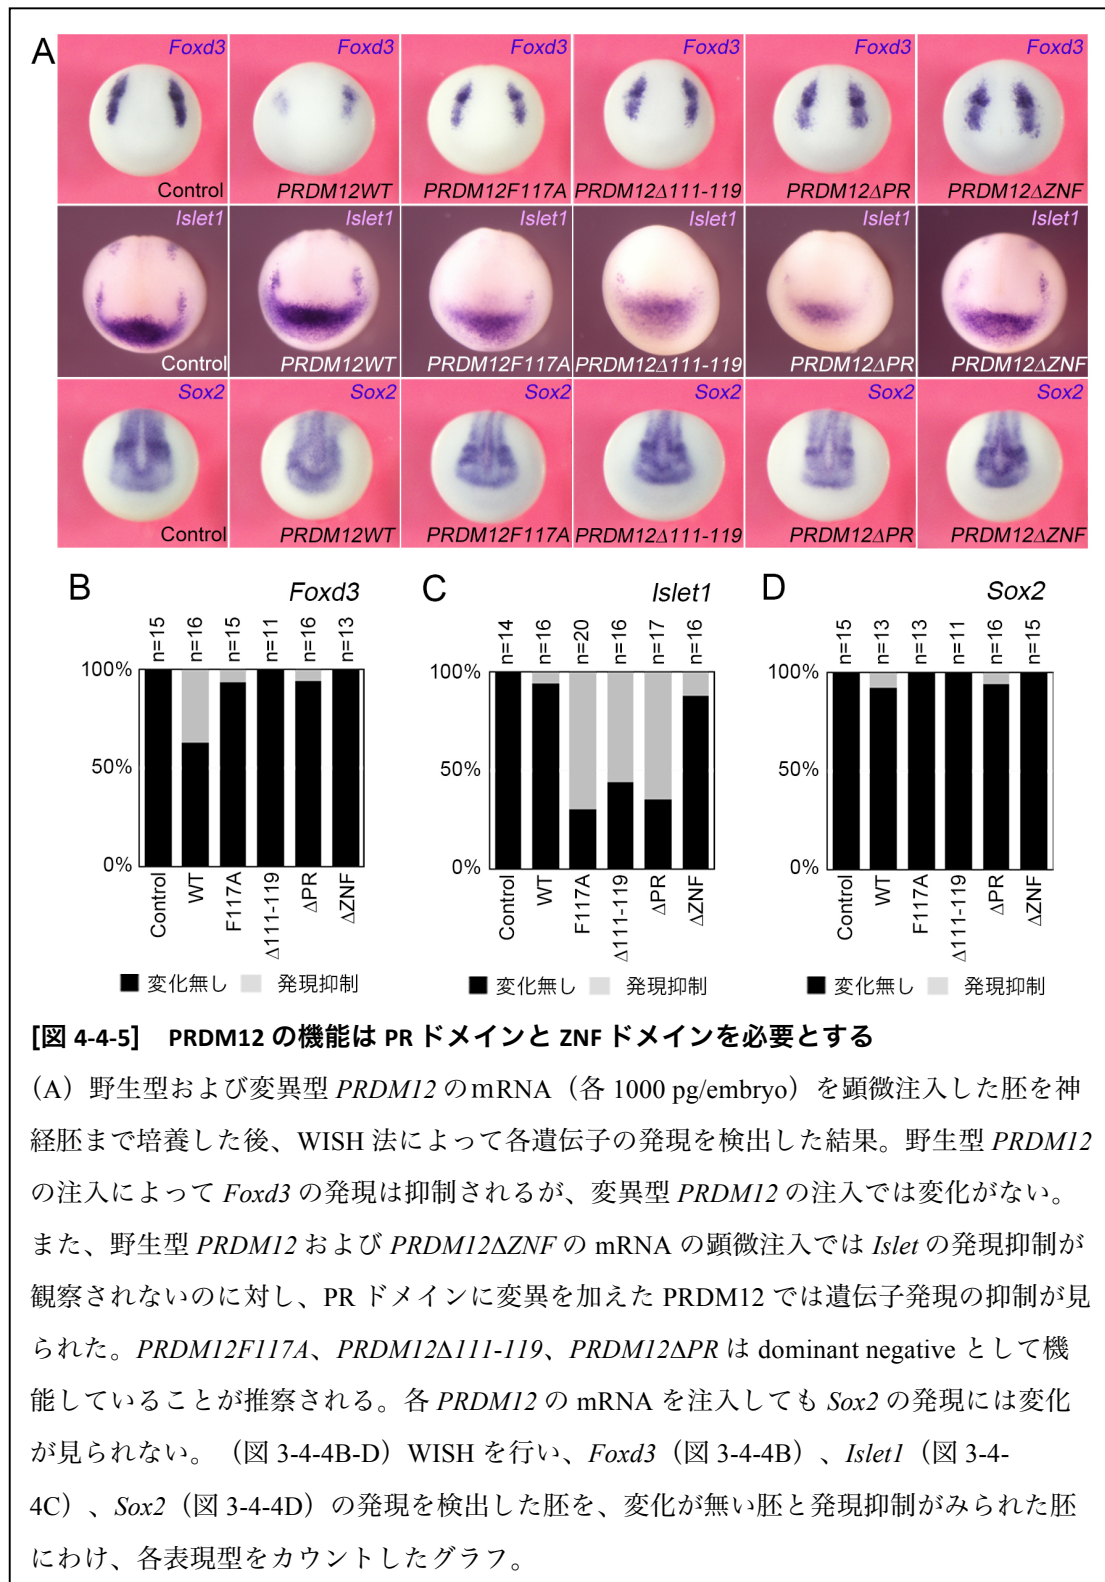 A
Foxd3 Foxd3 Foxd3 Foxd3 Foxd3 Foxd3
Control PRDM12WT PRDM12F117A PRDM12Δ111-119 PRDM12ΔPR PRDM12ΔZNF
Islet1 Islet1 Islet1 Islet1 Islet1 Islet1
Control PRDM12WT PRDM12F117A PRDM12Δ111-119 PRDM12ΔPR PRDM12ΔZNF
Sox2 Sox2 Sox2 Sox2 Sox2 Sox2
Control PRDM12WT PRDM12F117A PRDM12Δ111-119 PRDM12ΔPR PRDM12ΔZNF
B Foxd3
n=15 n=16 n=15 n=11 n=16 n=13
100%
50%
0%
Control WT F117A Δ111-119 ΔPR ΔZNF
変化無し 発現抑制
C Islet1
n=14 n=16 n=20 n=16 n=17 n=16
100%
50%
0%
Control WT F117A Δ111-119 ΔPR ΔZNF
変化無し 発現抑制
D Sox2
n=15 n=13 n=13 n=11 n=16 n=15
100%
50%
0%
Control WT F117A Δ111-119 ΔPR ΔZNF
変化無し 発現抑制
[図 4-4-5] PRDM12 の機能は PR ドメインと ZNF ドメインを必要とする
(A）野生型および変異型 PRDM12 のmRNA（各 1000 pg/embryo）を顕微注入した胚を神
経胚まで培養した後、WISH 法によって各遺伝子の発現を検出した結果。野生型 PRDM12
の注入によって Foxd3 の発現は抑制されるが、変異型 PRDM12 の注入では変化がない。
また、野生型 PRDM12 および PRDM12ΔZNF の mRNA の顕微注入では Islet の発現抑制が
観察されないのに対し、PR ドメインに変異を加えた PRDM12 では遺伝子発現の抑制が見
られた。PRDM12F117A、PRDM12Δ111-119、PRDM12ΔPR は dominant negative として機
能していることが推察される。各 PRDM12 の mRNA を注入しても Sox2 の発現には変化
が見られない。（図 3-4-4B-D）WISH を行い、Foxd3（図 3-4-4B）、Islet1（図 3-4-
4C）、Sox2（図 3-4-4D）の発現を検出した胚を、変化が無い胚と発現抑制がみられた胚
にわけ、各表現型をカウントしたグラフ。